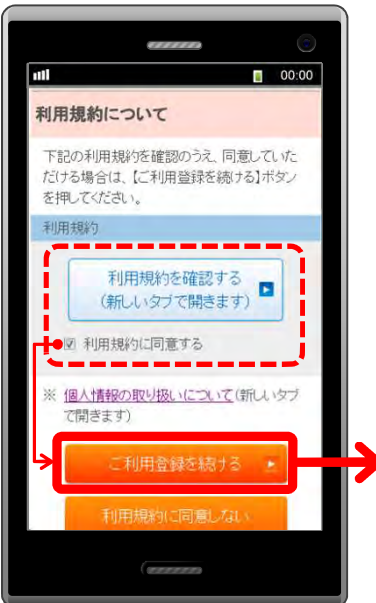 00:00
利用規約について
下記の利用規約を確認のうえ、同意していた
だける場合は、【ご利用登録を続ける】ボタン
を押してください。
利用規約
利用規約を確認する
(新しいタブで開きます)
利用規約に同意する
※ 個人情報の取り扱いについて(新しいタブ
で開きます)
ご利用登録を続ける
利用規約に同意しない